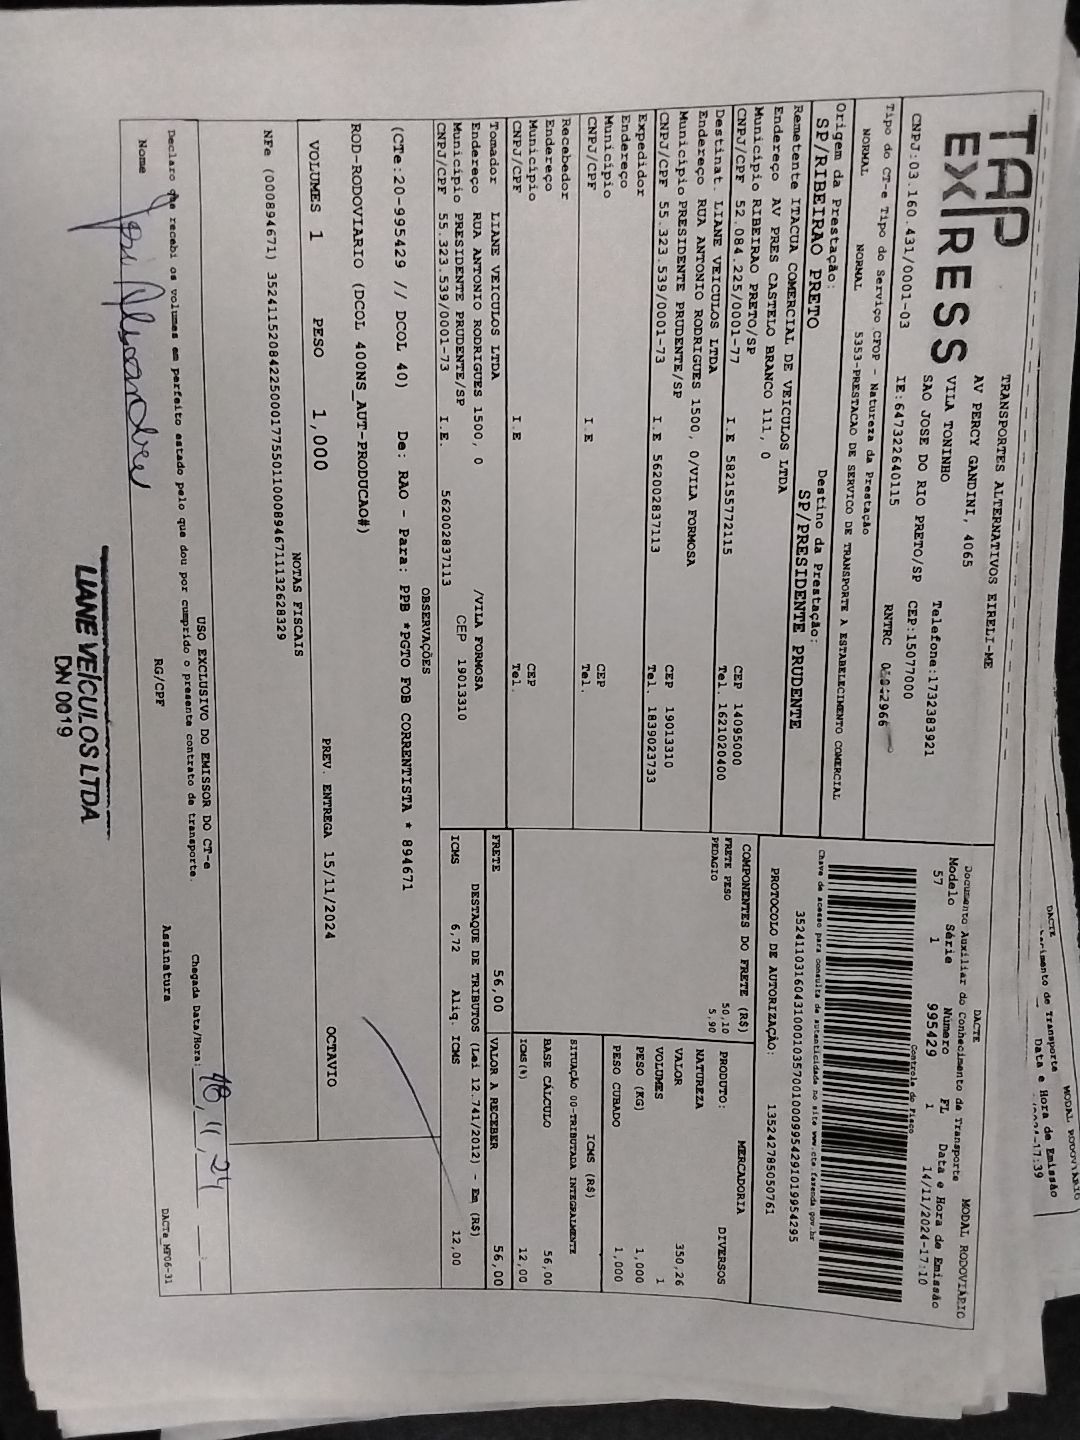 TAP
EXPRESS
TRANSPORTES ALTERNATIVOS EIRELI-ME
AV PERCY GANDINI, 4065
VILA TONINHO
SAO JOSE DO RIO PRETO/SP
Telefone:1732383921
CEP:15077000
CNPJ:03.160.431/0001-03
IE:647322640115
RNTRC
Tipo do CT-e Tipo do Serviço CFOP - Natureza da Prestação
NORMAL NORMAL 5353-PRESTACAO DE SERVICO DE TRANSPORTE A ESTABELECIMENTO COMERCIAL
Origem da Prestação: Destino da Prestação:
SP/RIBEIRAO PRETO SP/PRESIDENTE PRUDENTE
Remetente ITACUA COMERCIAL DE VEICULOS LTDA
Endereço AV PRES CASTELO BRANCO 111, 0
Município RIBEIRAO PRETO/SP CEP 14095000
CNPJ/CPF 52.084.225/0001-77 I.E 582155772115 Tel. 1621020400
Destinat. LIANE VEICULOS LTDA
Endereço RUA ANTONIO RODRIGUES 1500, 0/VILA FORMOSA
Município PRESIDENTE PRUDENTE/SP CEP 19013310
CNPJ/CPF 55.323.539/0001-73 I.E 562002837113 Tel. 1839023733
Expedidor
Endereço
Município CEP
CNPJ/CPF I.E Tel.
Recebedor
Endereço
Município CEP
CNPJ/CPF I.E Tel.
Tomador LIANE VEICULOS LTDA
Endereço RUA ANTONIO RODRIGUES 1500, 0 /VILA FORMOSA
Município PRESIDENTE PRUDENTE/SP CEP 19013310
CNPJ/CPF 55.323.539/0001-73 I.E. 562002837113
DACTE
Documento Auxiliar do Conhecimento de Transporte MODAL RODOVIÁRIO
Modelo Série Número FL Data e Hora de Emissão
57 1 995429 1 14/11/2024-17:10
Controle do Fisco
Chave de acesso para consulta de autenticidade no site www.cte.fazenda.gov.br
35241103160431000103570010009954291019954295
PROTOCOLO DE AUTORIZAÇÃO: 135242785050761
COMPONENTES DO FRETE (R$)
FRETE PESO 50,10
PEDAGIO 5,90
PRODUTO: MERCADORIA
NATUREZA DIVERSOS
VALOR 350,26
VOLUMES 1
PESO (KG) 1,000
PESO CUBADO 1,000
ICMS (R$)
SITUAÇÃO 00-TRIBUTADA INTEGRALMENTE
BASE CÁLCULO 56,00
ICMS(%) 12,00
FRETE 56,00 VALOR A RECEBER 56,00
DESTAQUE DE TRIBUTOS (Lei 12.741/2012) - Em (R$)
ICMS 6,72 Aliq. ICMS 12,00
OBSERVAÇÕES
(CTe:20-995429 // DCOL 40) De: RAO - Para: PPB *PGTO FOB CORRENTISTA * 894671
ROD-RODOVIARIO (DCOL 400NS_AUT-PRODUCAO#)
VOLUMES 1 PESO 1,000 PREV. ENTREGA 15/11/2024 OCTAVIO
NOTAS FISCAIS
NFe (000894671) 35241152084225000177550110008946711132628329
USO EXCLUSIVO DO EMISSOR DO CT-e
Declaro que recebi os volumes em perfeito estado pelo que dou por cumprido o presente contrato de transporte. Chegada Data/Hora: 18, 11, 24
Nome RG/CPF Assinatura DACTe_MF06-31
LIANE VEÍCULOS LTDA
DN 0019
DACTE
MODAL RODOVIÁRIO
Data e Hora de Emissão